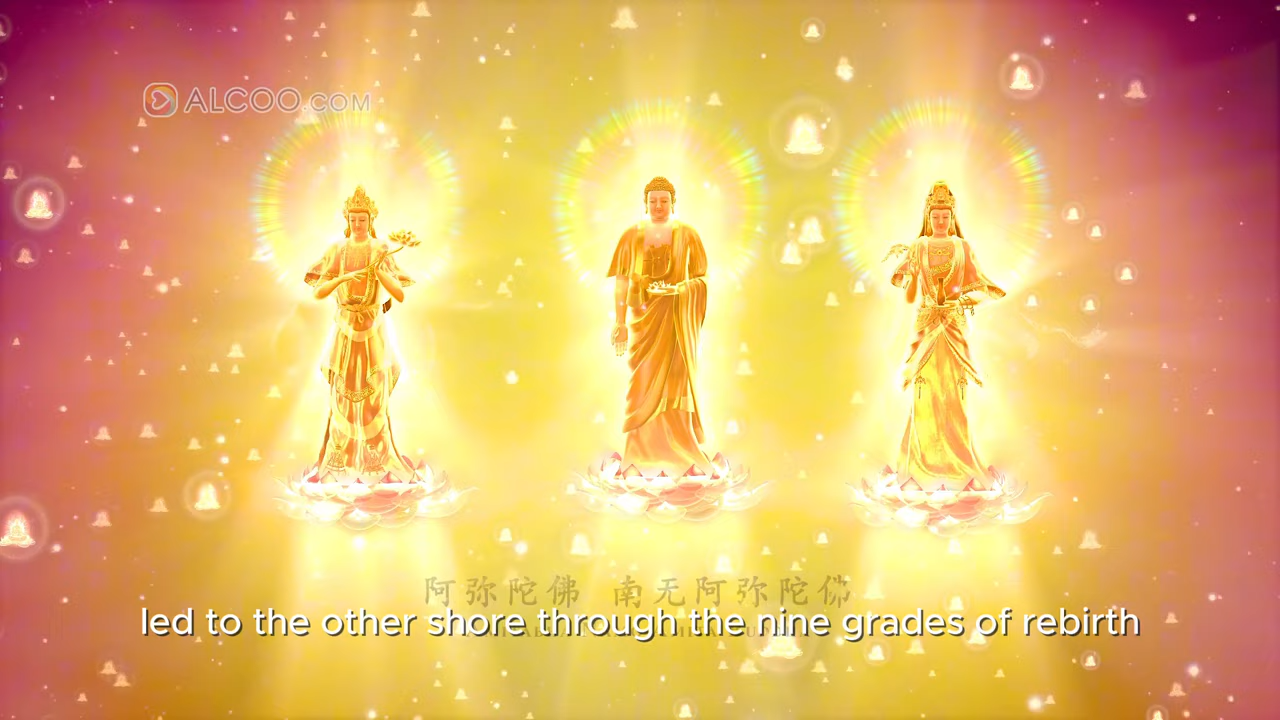 ALCOO.COM
阿弥陀佛 南无阿弥陀佛
led to the other shore through the nine grades of rebirth